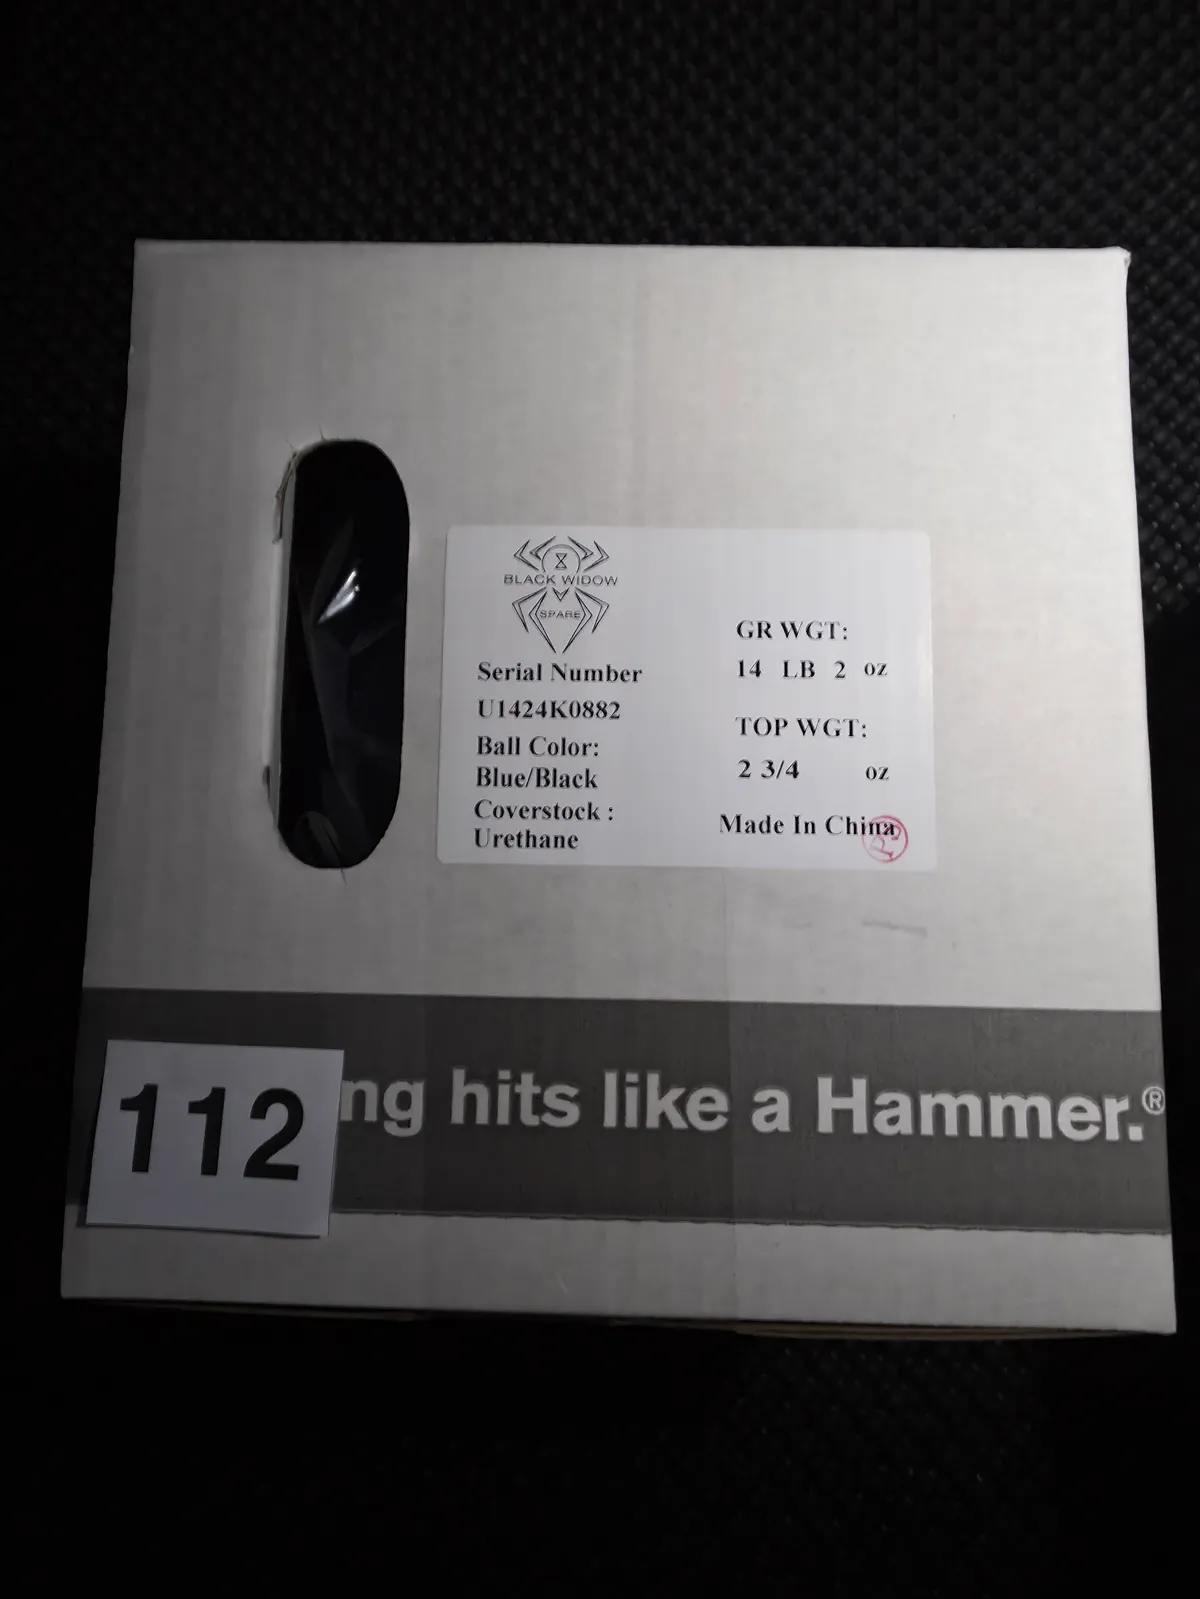 BLACK WIDOW
SPARE
Serial Number
U1424K0882
Ball Color:
Blue/Black
Coverstock :
Urethane
GR WGT:
14 LB 2 oz
TOP WGT:
2 3/4 oz
Made In China
112
ng hits like a Hammer.®